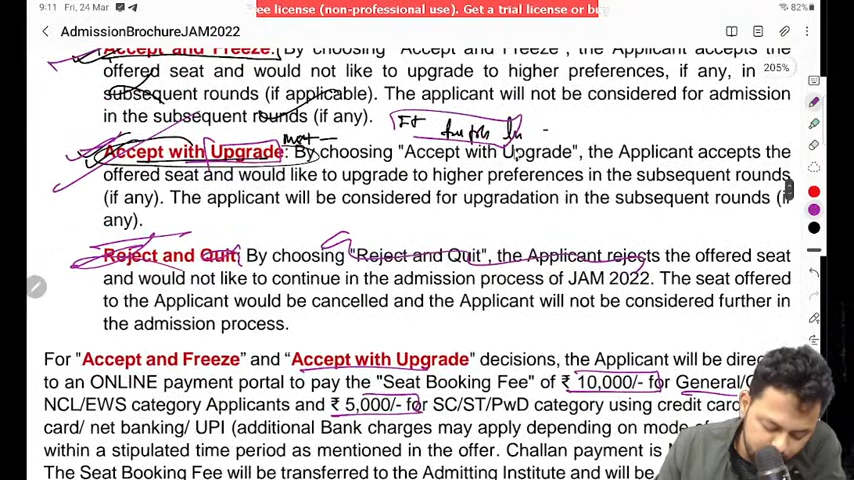 9:11 Fri, 24 Mar
ee license (non-professional use). Get a trial license or bu
82%
AdmissionBrochureJAM2022
Accept and Freeze: (By choosing "Accept and Freeze", the Applicant accepts the
205%
offered seat and would not like to upgrade to higher preferences, if any, in
subsequent rounds (if applicable). The applicant will not be considered for admission
in the subsequent rounds (if any).
Accept with Upgrade: By choosing "Accept with Upgrade", the Applicant accepts the
offered seat and would like to upgrade to higher preferences in the subsequent rounds
(if any). The applicant will be considered for upgradation in the subsequent rounds (if
any).
Reject and Quit: By choosing "Reject and Quit", the Applicant rejects the offered seat
and would not like to continue in the admission process of JAM 2022. The seat offered
to the Applicant would be cancelled and the Applicant will not be considered further in
the admission process.
For "Accept and Freeze" and "Accept with Upgrade" decisions, the Applicant will be direc
to an ONLINE payment portal to pay the "Seat Booking Fee" of ₹ 10,000/- for General/
NCL/EWS category Applicants and ₹ 5,000/- for SC/ST/PwD category using credit card
card/ net banking/ UPI (additional Bank charges may apply depending on mode of
within a stipulated time period as mentioned in the offer. Challan payment is
The Seat Booking Fee will be transferred to the Admitting Institute and will be